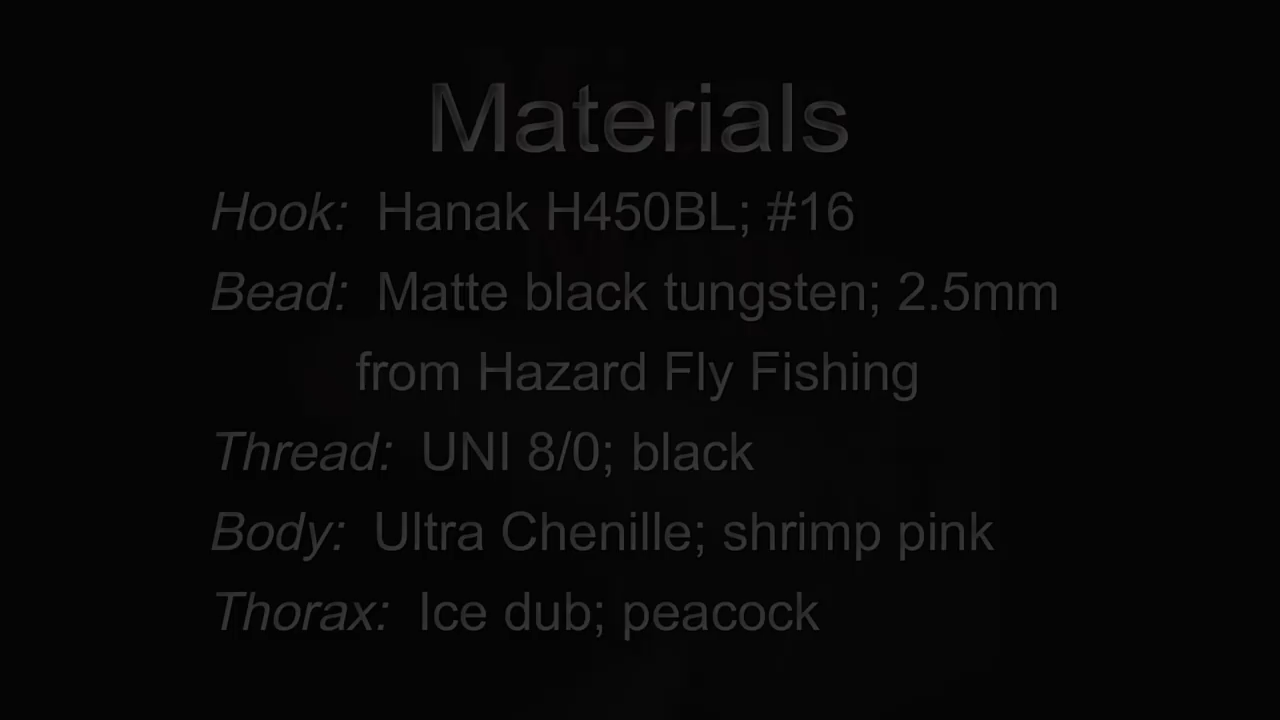 Materials
Hook: Hanak H450BL; #16
Bead: Matte black tungsten; 2.5mm
from Hazard Fly Fishing
Thread: UNI 8/0; black
Body: Ultra Chenille; shrimp pink
Thorax: Ice dub; peacock